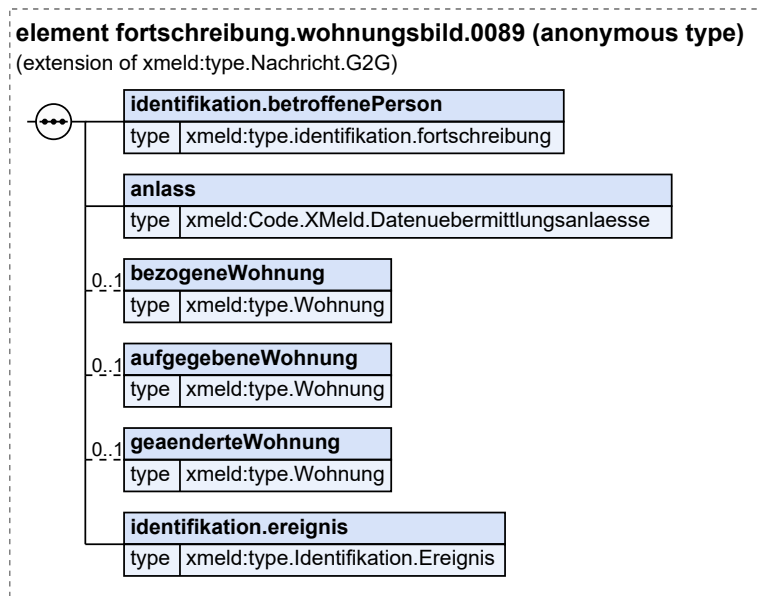 element fortschreibung.wohnungsbild.0089 (anonymous type)
(extension of xmeld:type.Nachricht.G2G)
identifikation.betroffenePerson
type xmeld:type.identifikation.fortschreibung
anlass
type xmeld:Code.XMeld.Datenuebermittlungsanlaesse
0..1 bezogeneWohnung
type xmeld:type.Wohnung
0..1 aufgegebeneWohnung
type xmeld:type.Wohnung
0..1 geaenderteWohnung
type xmeld:type.Wohnung
identifikation.ereignis
type xmeld:type.Identifikation.Ereignis